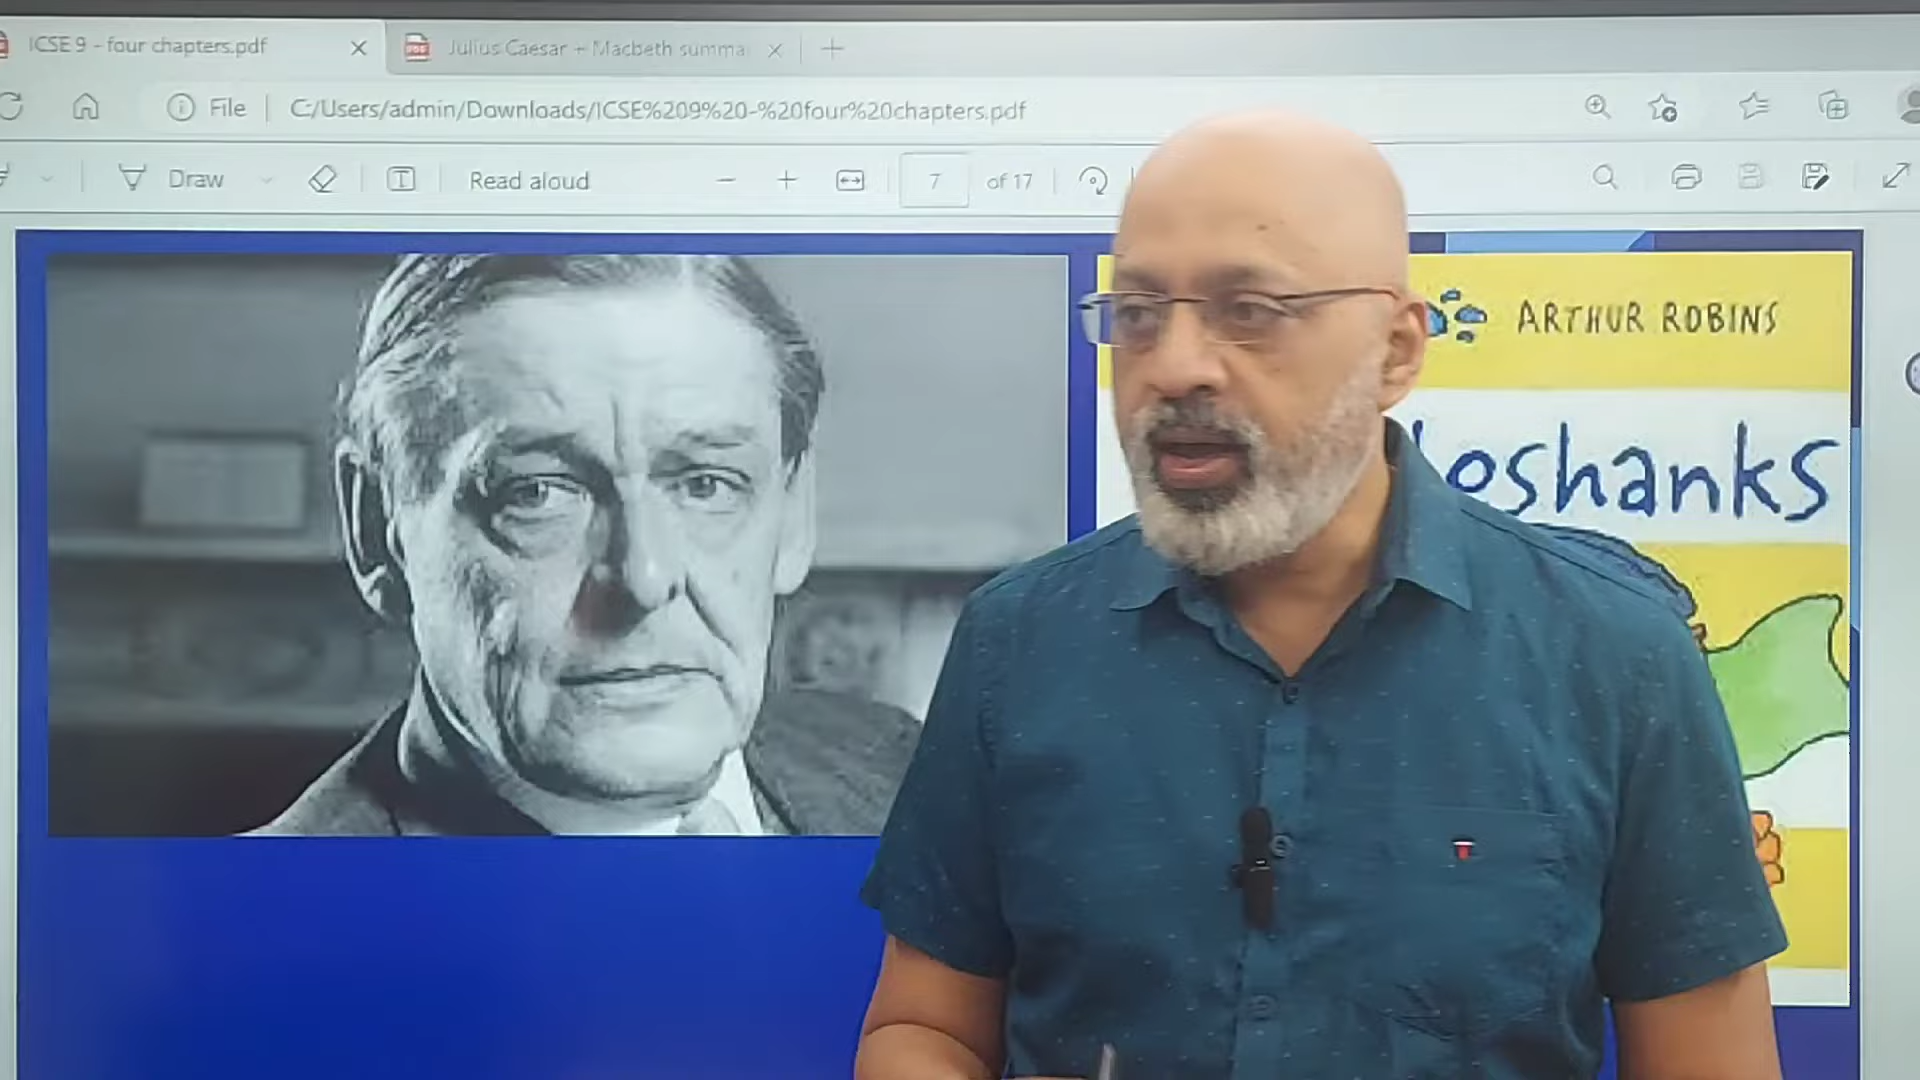 ICSE 9 - four chapters.pdf
Julius Caesar + Macbeth summa
File
C:/Users/admin/Downloads/ICSE%209%20-%20four%20chapters.pdf
Draw
Read aloud
7 of 17
ARTHUR ROBINS
oshanks